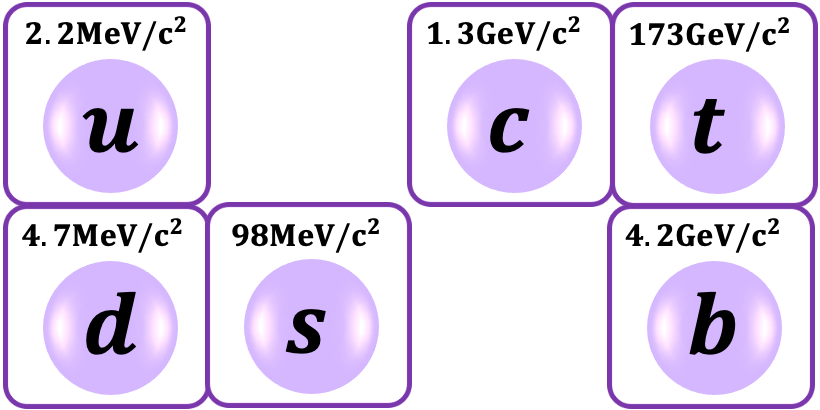 2.2MeV/c²
u
1.3GeV/c²
c
173GeV/c²
t
4.7MeV/c²
d
98MeV/c²
s
4.2GeV/c²
b